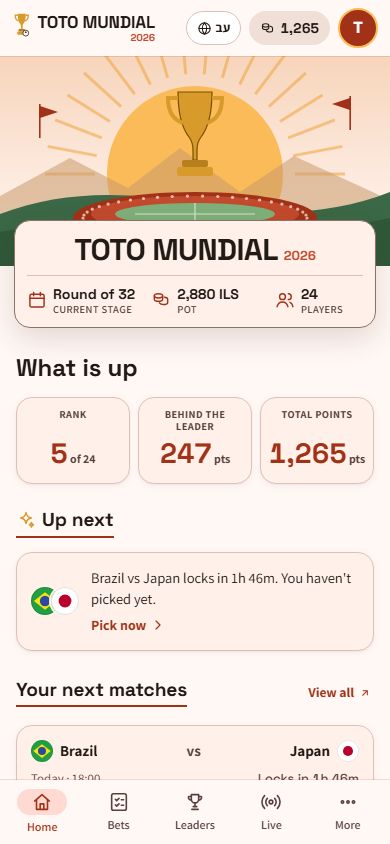 TOTO MUNDIAL
2026
עב
1,265
T
TOTO MUNDIAL 2026
Round of 32
CURRENT STAGE
2,880 ILS
POT
24
PLAYERS
What is up
RANK
5 of 24
BEHIND THE
LEADER
247 pts
TOTAL POINTS
1,265 pts
Up next
Brazil vs Japan locks in 1h 46m. You haven't
picked yet.
Pick now
Your next matches
View all
Brazil
vs
Japan
Today · 18:00
Locks in 1h 46m
Home
Bets
Leaders
Live
More